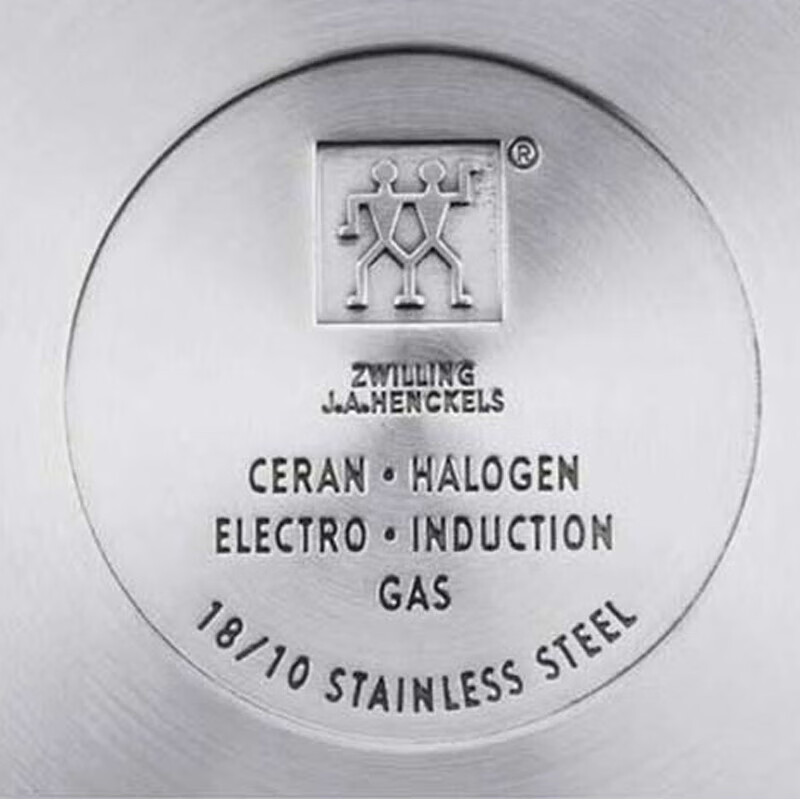 ®
ZWILLING
J.A.HENCKELS
CERAN • HALOGEN
ELECTRO • INDUCTION
GAS
18/10 STAINLESS STEEL